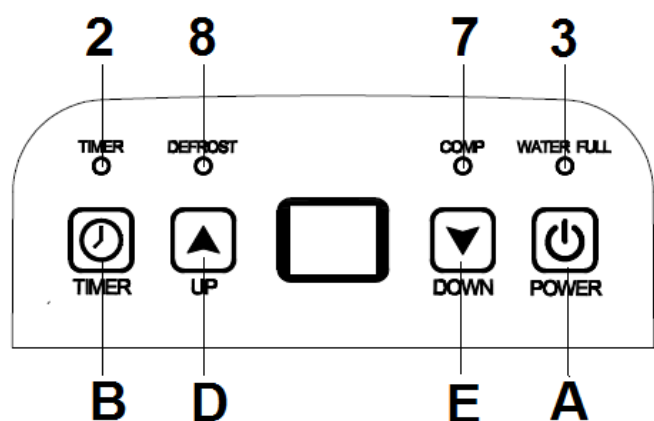 2 8 7 3
TIMER DEFROST COMP WATER FULL
TIMER UP DOWN POWER
B D E A